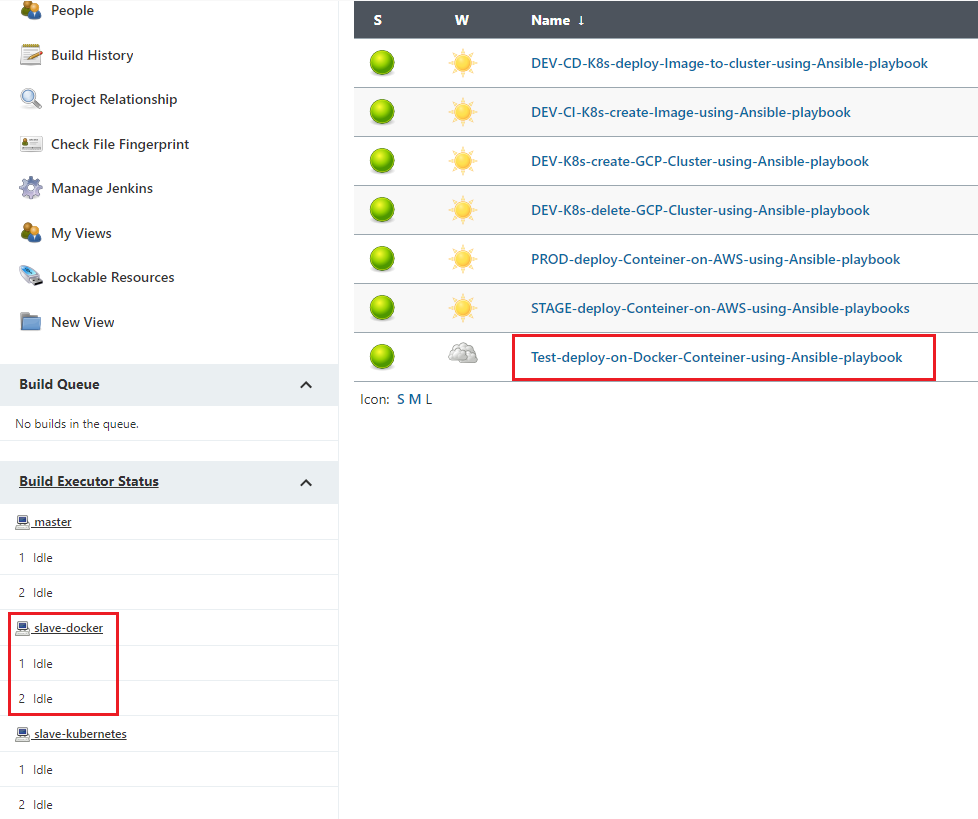 People
Build History
Project Relationship
Check File Fingerprint
Manage Jenkins
My Views
Lockable Resources
New View
Build Queue
No builds in the queue.
Build Executor Status
master
1 Idle
2 Idle
slave-docker
1 Idle
2 Idle
slave-kubernetes
1 Idle
2 Idle
S W Name ↓
DEV-CD-K8s-deploy-Image-to-cluster-using-Ansible-playbook
DEV-CI-K8s-create-Image-using-Ansible-playbook
DEV-K8s-create-GCP-Cluster-using-Ansible-playbook
DEV-K8s-delete-GCP-Cluster-using-Ansible-playbook
PROD-deploy-Conteiner-on-AWS-using-Ansible-playbook
STAGE-deploy-Conteiner-on-AWS-using-Ansible-playbooks
Test-deploy-on-Docker-Conteiner-using-Ansible-playbook
Icon: S M L